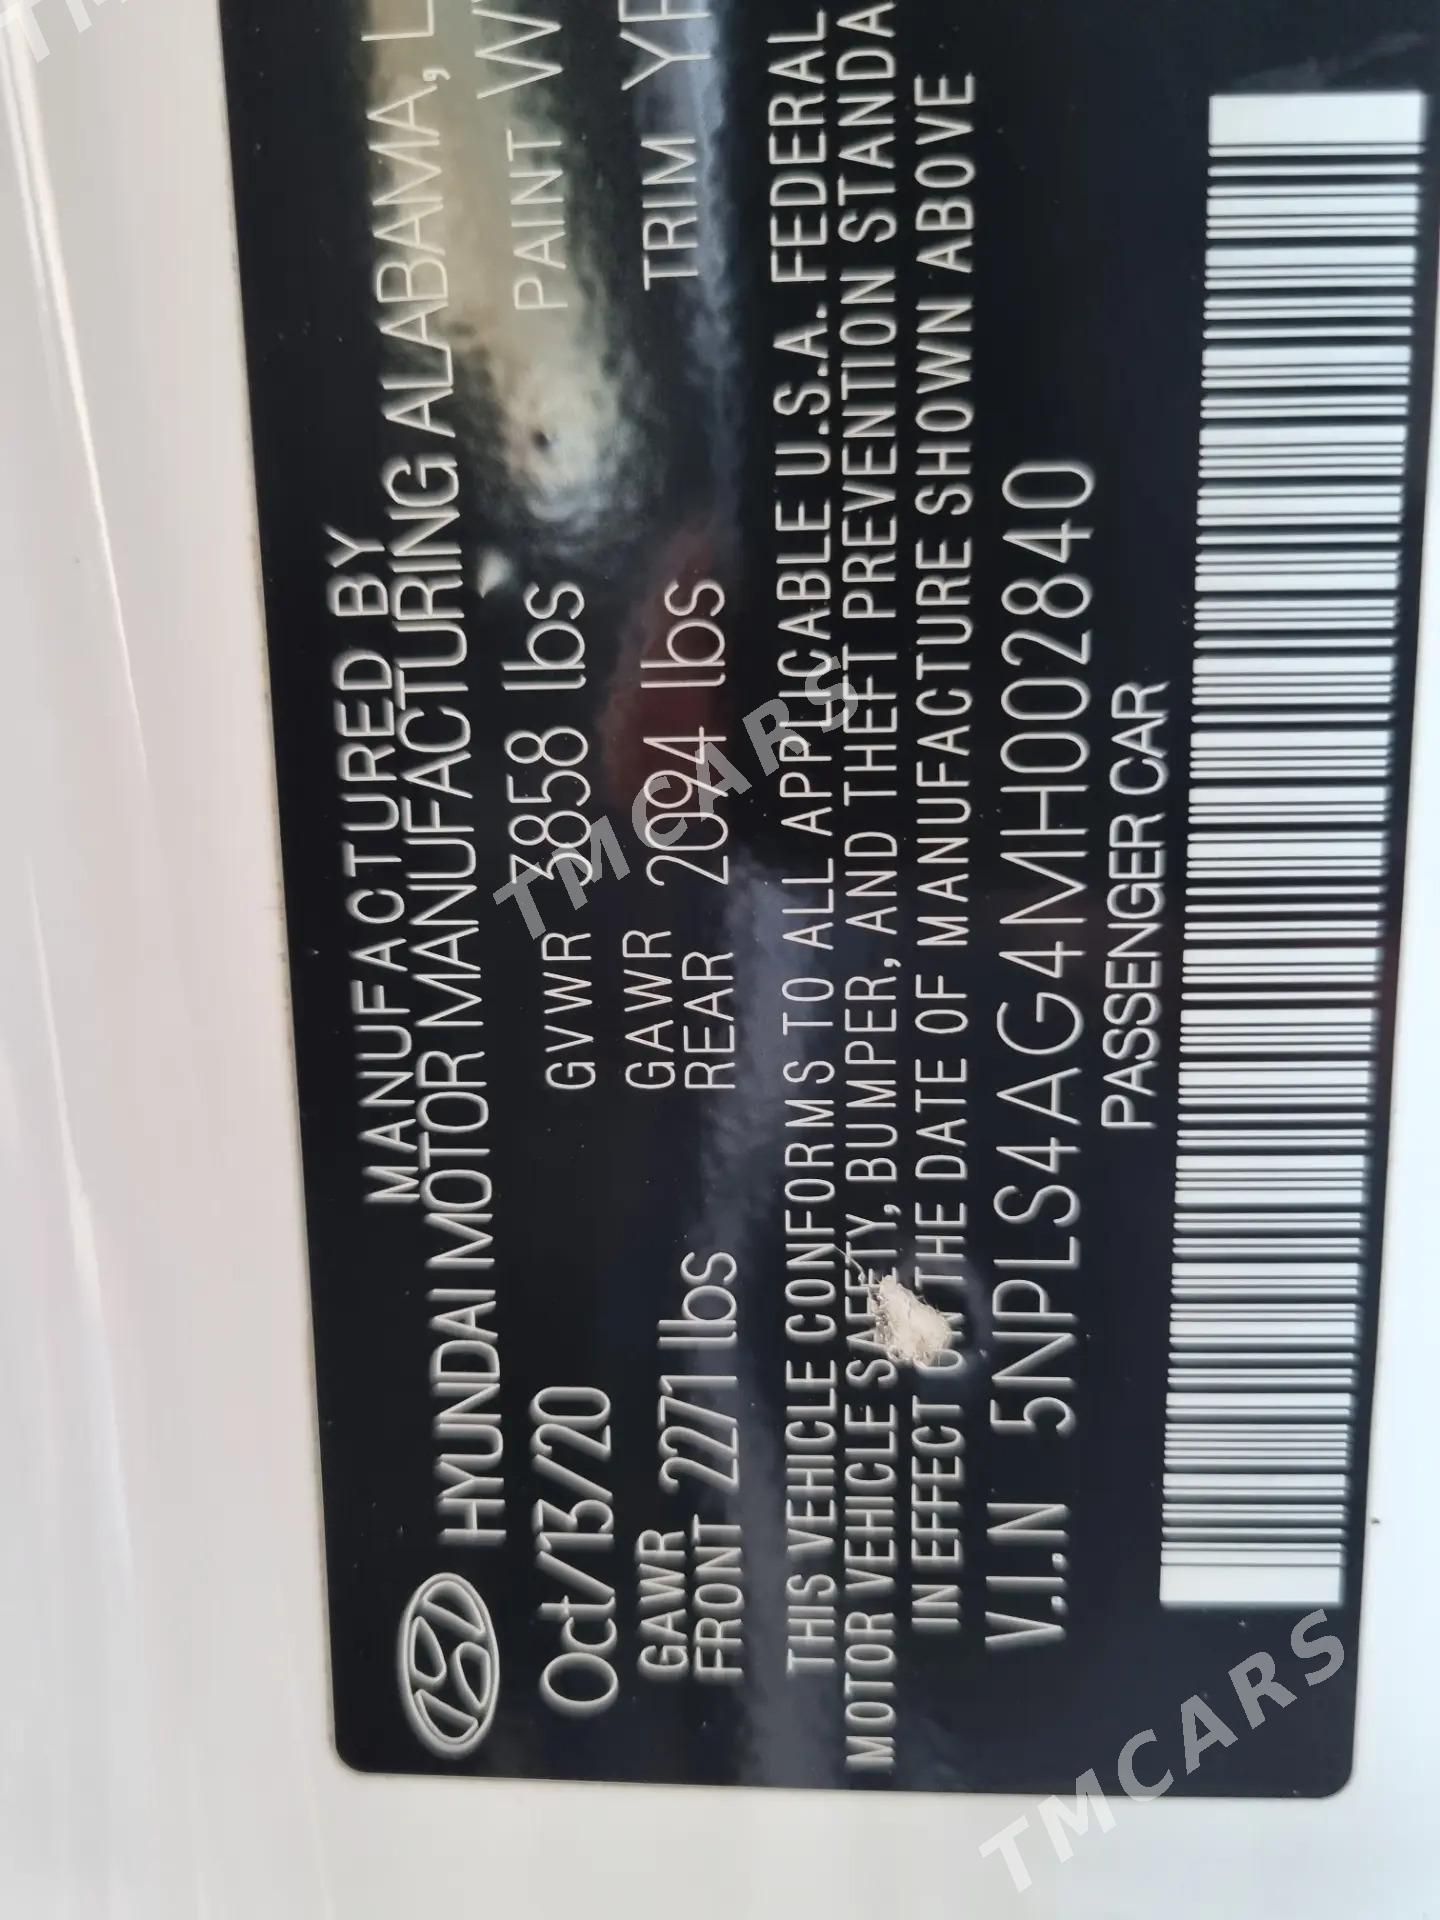 MANUFACTURED BY
HYUNDAI MOTOR MANUFACTURING ALABAMA,
Oct/13/20 GVWR 3858 lbs PAINT
GAWR FRONT 2271 lbs GAWR REAR 2094 lbs TRIM
THIS VEHICLE CONFORMS TO ALL APPLICABLE U.S.A. FEDERAL
MOTOR VEHICLE SAFETY, BUMPER, AND THEFT PREVENTION STANDA
IN EFFECT ON THE DATE OF MANUFACTURE SHOWN ABOVE
V.I.N 5NPLS4AG4MH002840
PASSENGER CAR
TMCARS
TMCARS